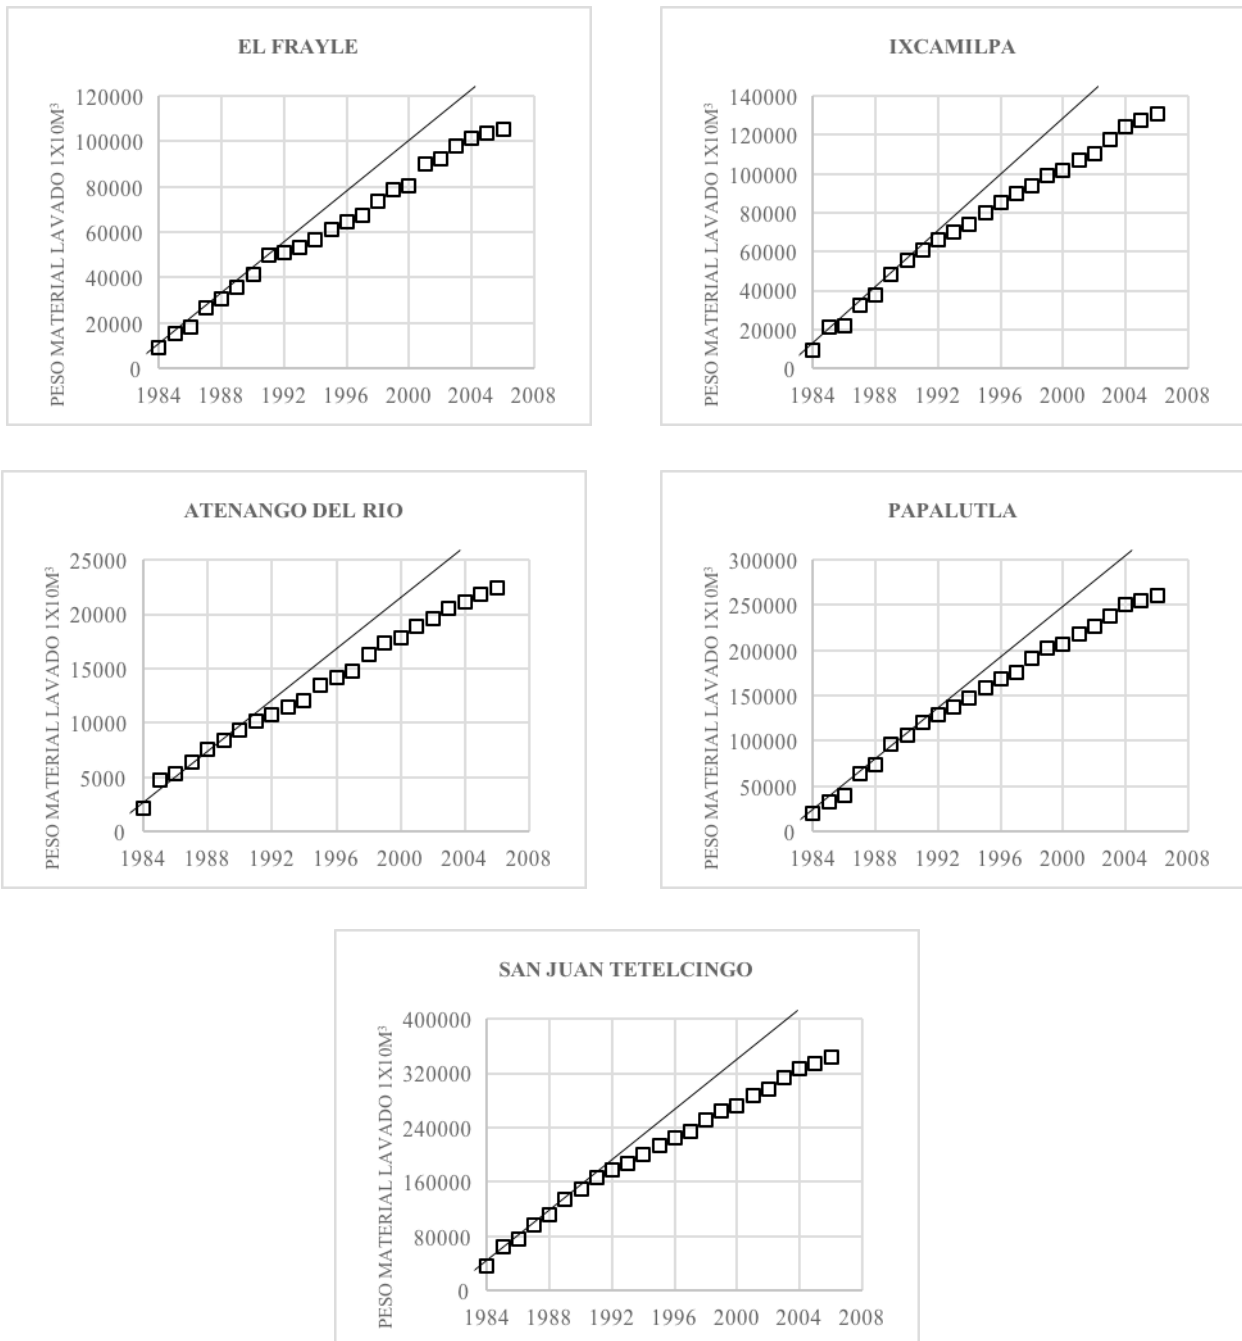 EL FRAYLE
PESO MATERIAL LAVADO 1X10M³
120000
100000
80000
60000
40000
20000
0
1984 1988 1992 1996 2000 2004 2008
IXCAMILPA
PESO MATERIAL LAVADO 1X10M³
140000
120000
100000
80000
60000
40000
20000
0
1984 1988 1992 1996 2000 2004 2008
ATENANGO DEL RIO
PESO MATERIAL LAVADO 1X10M³
25000
20000
15000
10000
5000
0
1984 1988 1992 1996 2000 2004 2008
PAPALUTLA
PESO MATERIAL LAVADO 1X10M³
300000
250000
200000
150000
100000
50000
0
1984 1988 1992 1996 2000 2004 2008
SAN JUAN TETELCINGO
PESO MATERIAL LAVADO 1X10M³
400000
320000
240000
160000
80000
0
1984 1988 1992 1996 2000 2004 2008